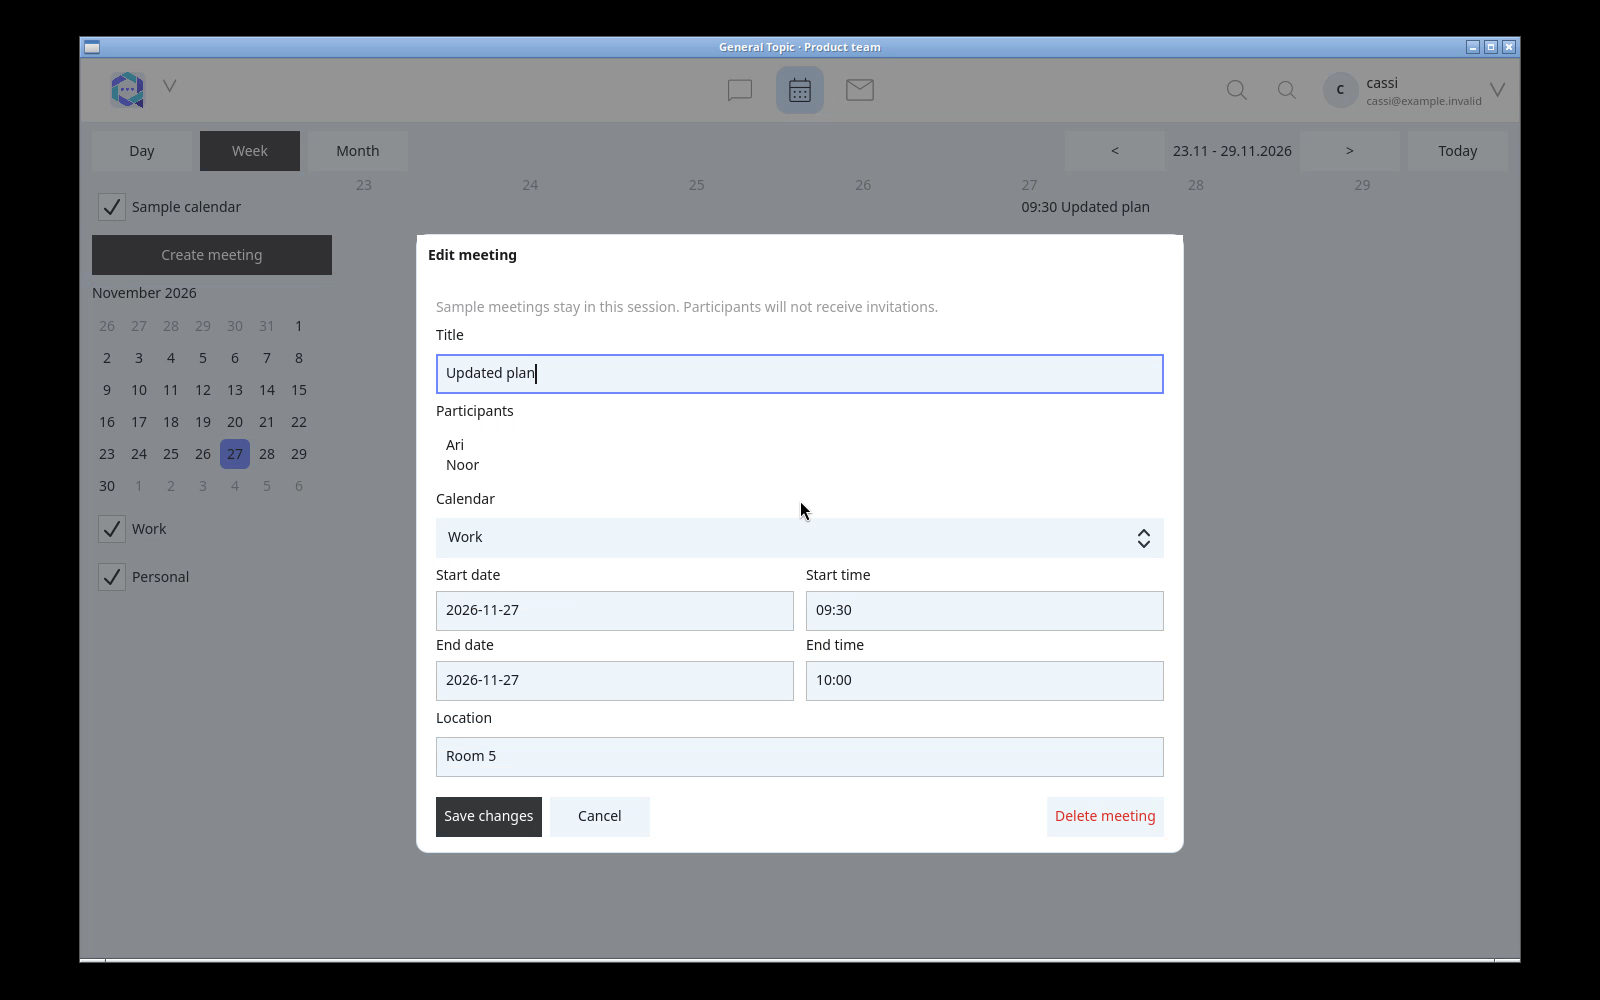 General Topic · Product team
C
cassi
cassi@example.invalid
Day
Week
Month
<
23.11 - 29.11.2026
>
Today
23 24 25 26 27 28 29
Sample calendar
09:30 Updated plan
Create meeting
November 2026
26 27 28 29 30 31 1
2 3 4 5 6 7 8
9 10 11 12 13 14 15
16 17 18 19 20 21 22
23 24 25 26 27 28 29
30 1 2 3 4 5 6
Work
Personal
Edit meeting
Sample meetings stay in this session. Participants will not receive invitations.
Title
Updated plan
Participants
Ari
Noor
Calendar
Work
Start date
Start time
2026-11-27
09:30
End date
End time
2026-11-27
10:00
Location
Room 5
Save changes
Cancel
Delete meeting